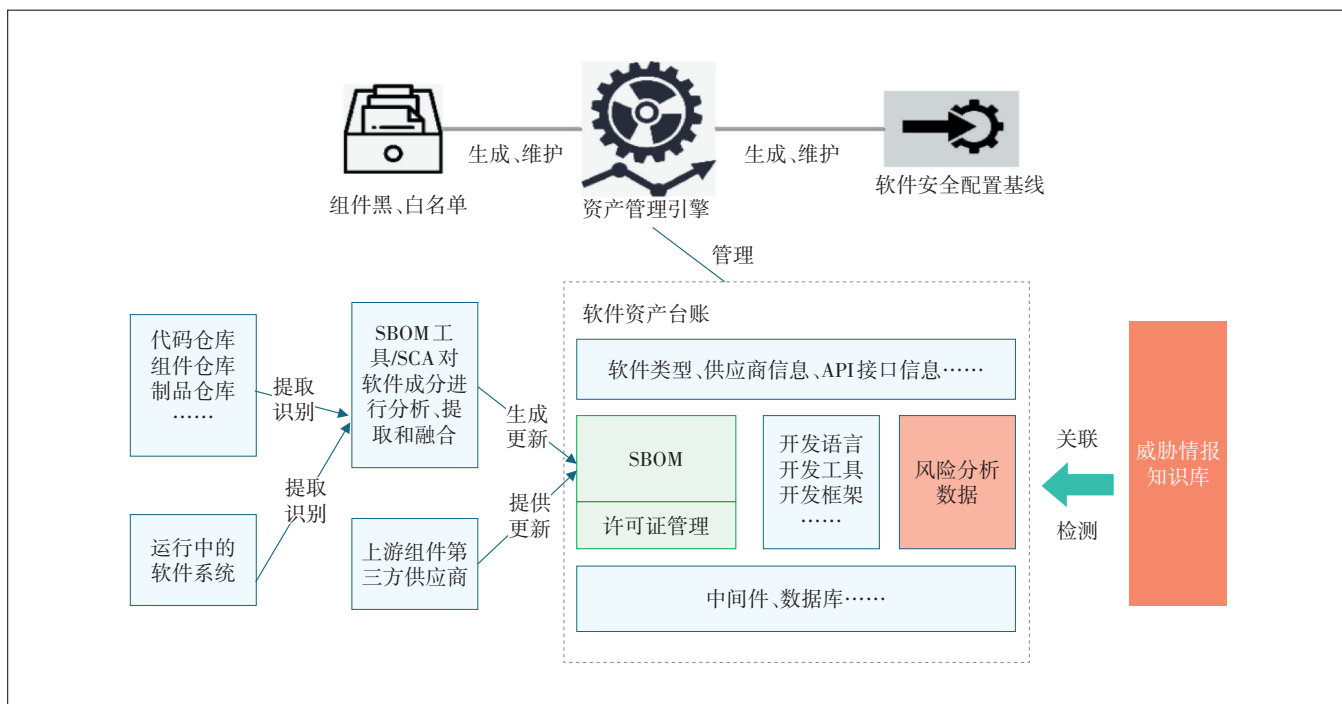 生成、维护
生成、维护
组件黑、白名单
资产管理引擎
软件安全配置基线
管理
代码仓库
组件仓库
制品仓库
……
提取
识别
运行中的
软件系统
提取
识别
SBOM工
具/SCA对
软件成分进
行分析、提
取和融合
生成
更新
上游组件第
三方供应商
提供
更新
软件资产台账
软件类型、供应商信息、API接口信息……
SBOM
许可证管理
开发语言
开发工具
开发框架
……
风险分析
数据
中间件、数据库……
关联
检测
威胁情报
知识库